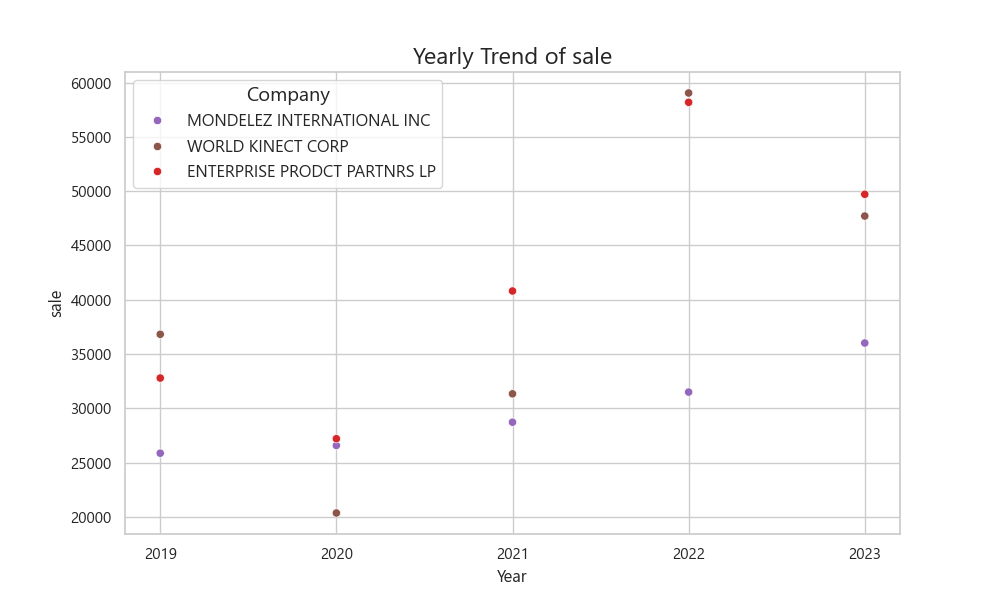 Yearly Trend of sale
Company
MONDELEZ INTERNATIONAL INC
WORLD KINECT CORP
ENTERPRISE PRODCT PARTNRS LP
60000
55000
50000
45000
40000
35000
30000
25000
20000
sale
2019 2020 2021 2022 2023
Year